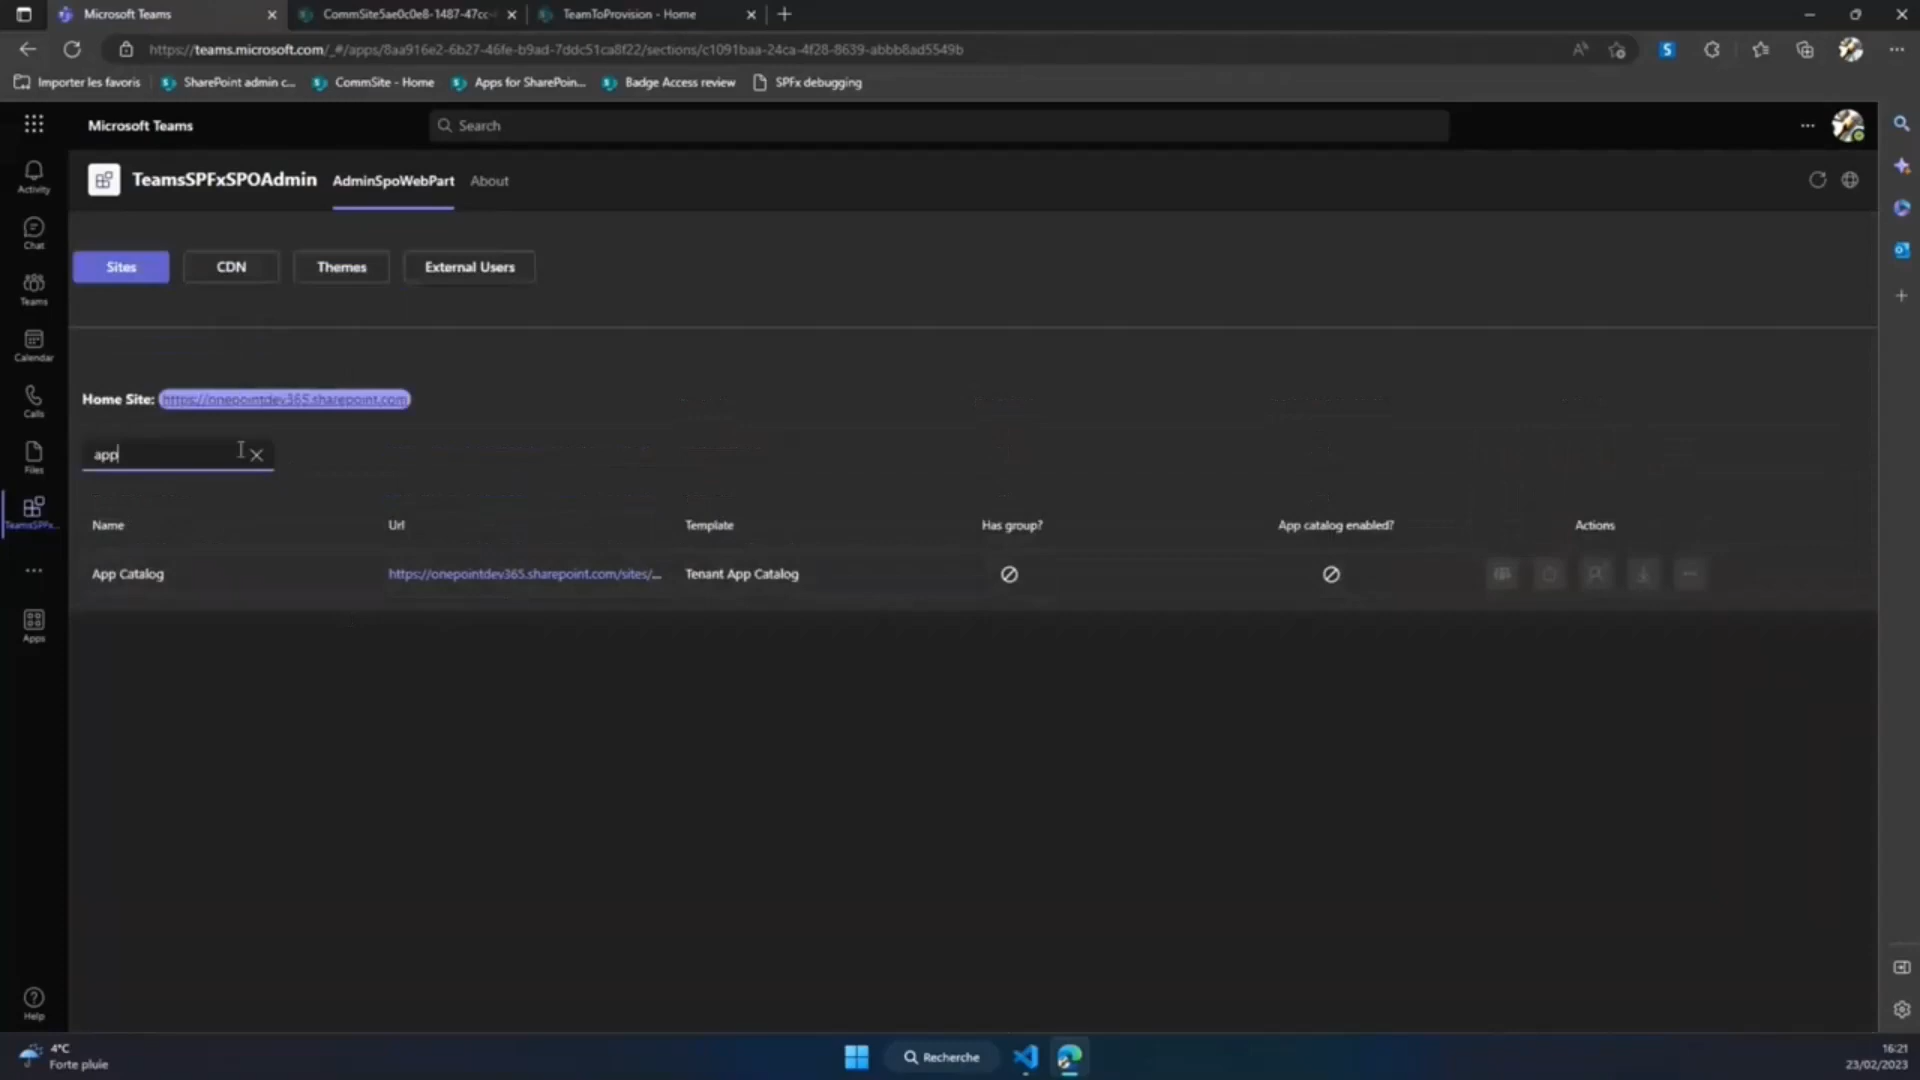 Microsoft Teams
CommSite5ae0c0e8-1487-47cc-
TeamToProvision - Home
https://teams.microsoft.com/_#/apps/8aa916e2-6b27-46fe-b9ad-7ddc51ca8f22/sections/c1091baa-24ca-4f28-8639-abbb8ad5549b
Importer les favoris
SharePoint admin c...
CommSite - Home
Apps for SharePoin...
Badge Access review
SPFx debugging
Microsoft Teams
Search
Activity
Chat
Teams
Calendar
Calls
Files
TeamsSPFx...
Apps
Help
TeamsSPFxSPOAdmin
AdminSpoWebPart
About
Sites
CDN
Themes
External Users
Home Site: https://onepointdev365.sharepoint.com
app
Name
Url
Template
Has group?
App catalog enabled?
Actions
App Catalog
https://onepointdev365.sharepoint.com/sites/...
Tenant App Catalog
4°C
Forte pluie
Recherche
16:21
23/02/2023